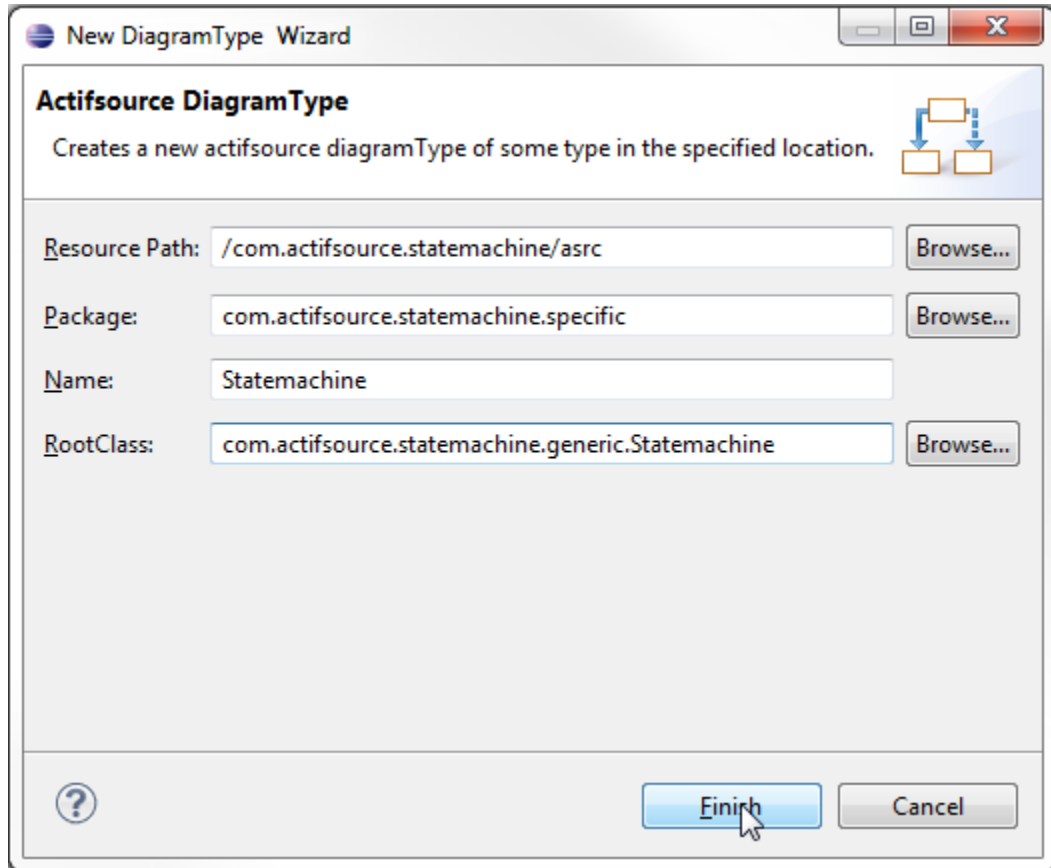 New DiagramType  Wizard
Actifsource DiagramType
Creates a new actifsource diagramType of some type in the specified location.
Resource Path: /com.actifsource.statemachine/asrc Browse...
Package: com.actifsource.statemachine.specific Browse...
Name: Statemachine
RootClass: com.actifsource.statemachine.generic.Statemachine Browse...
? Finish Cancel